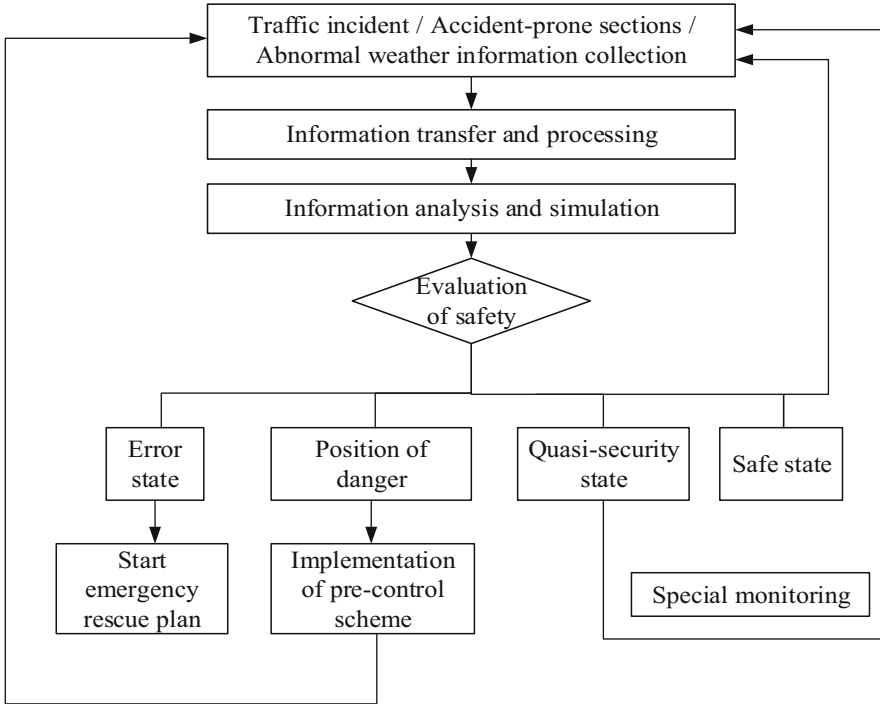 Traffic incident / Accident-prone sections /
Abnormal weather information collection
Information transfer and processing
Information analysis and simulation
Evaluation
of safety
Error
state
Position of
danger
Quasi-security
state
Safe state
Start
emergency
rescue plan
Implementation
of pre-control
scheme
Special monitoring